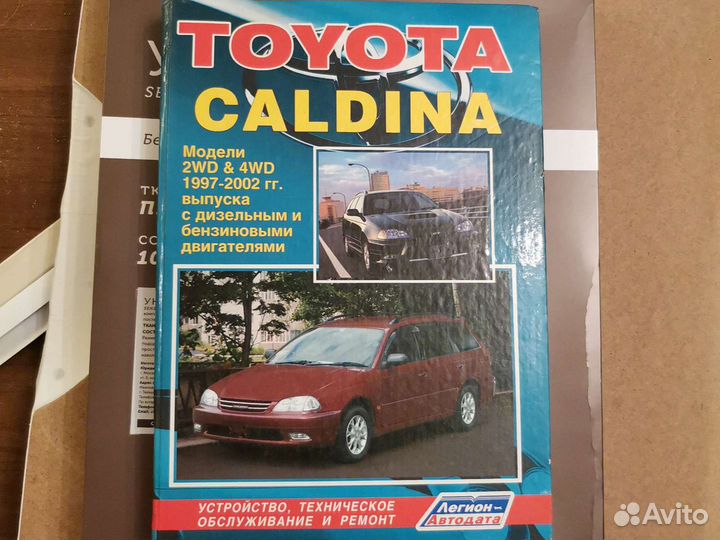 TOYOTA
CALDINA
Модели
2WD & 4WD
1997-2002 гг.
выпуска
с дизельным и
бензиновыми
двигателями
УСТРОЙСТВО, ТЕХНИЧЕСКОЕ
ОБСЛУЖИВАНИЕ И РЕМОНТ
Легион
Автодата
Avito